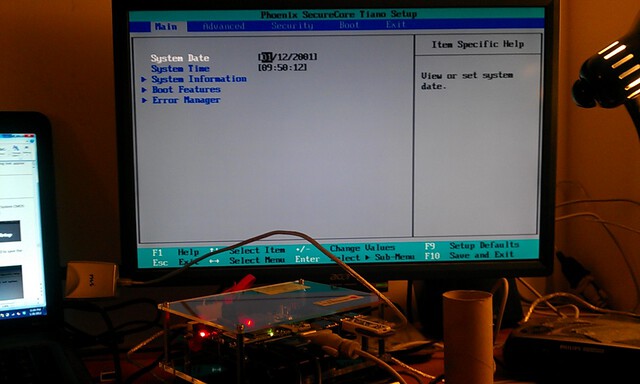 Phoenix SecureCore Tiano Setup
Main Advanced Security Boot Exit
Item Specific Help
System Date [01/12/2001]
System Time [09:50:12]
System Information
Boot Features
Error Manager
View or set system
date.
F1 Help Select Item +/- Change Values F9 Setup Defaults
Esc Exit Select Menu Enter Select ▶ Sub-Menu F10 Save and Exit